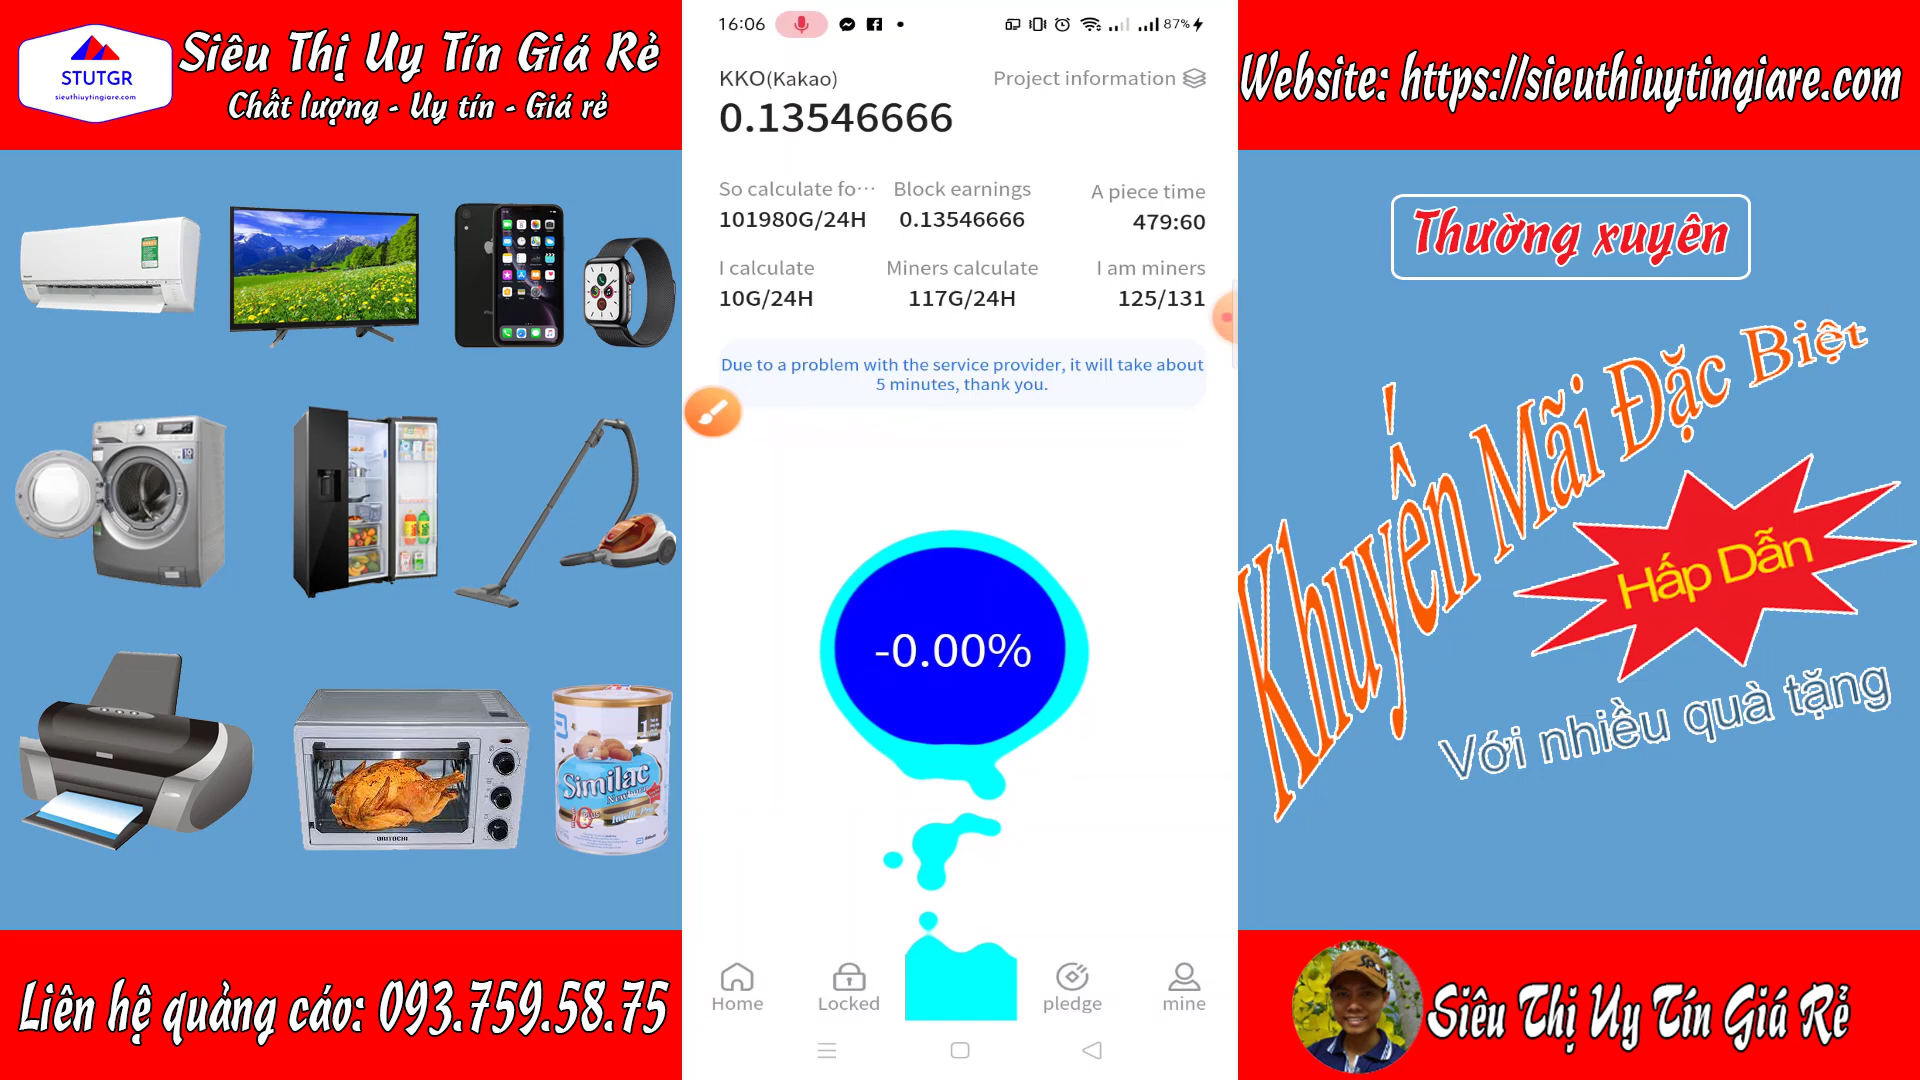 STUTGR
sieuthiuytingiare.com
Siêu Thị Uy Tín Giá Rẻ
Chất lượng - Uy tín - Giá rẻ
16:06
87%
Website: https://sieuthiuytingiare.com
KKO(Kakao)
Project information
0.13546666
So calculate fo…
Block earnings
A piece time
101980G/24H
0.13546666
479:60
I calculate
Miners calculate
I am miners
10G/24H
117G/24H
125/131
Due to a problem with the service provider, it will take about
5 minutes, thank you.
-0.00%
Home
Locked
pledge
mine
Thường xuyên
Khuyến Mãi Đặc Biệt
Hấp Dẫn
Với nhiều quà tặng
Similac
Liên hệ quảng cáo: 093.759.58.75
Siêu Thị Uy Tín Giá Rẻ